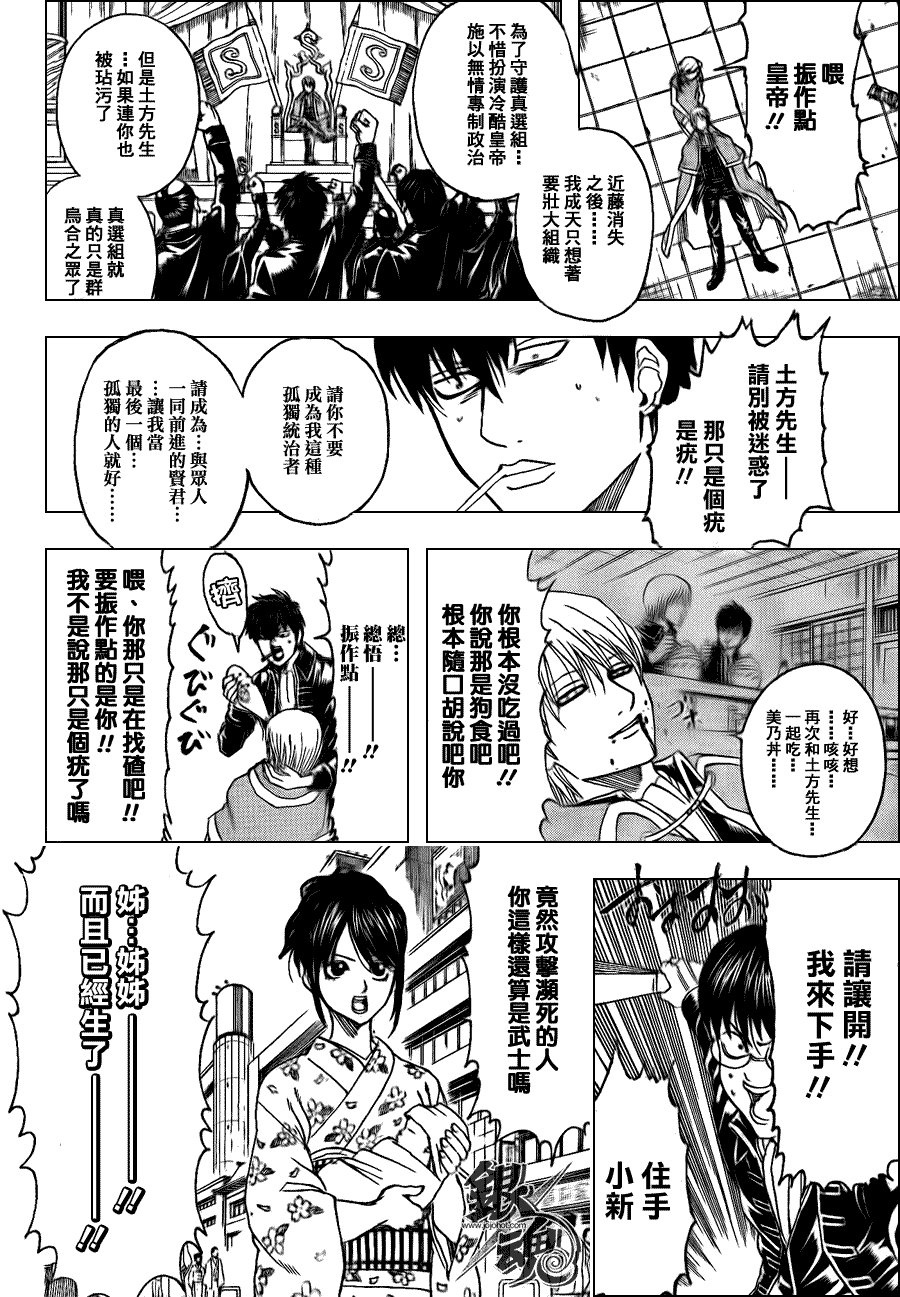 喂
振作點
皇帝!!
為了守護真選組…
不惜扮演冷酷皇帝
施以無情專制政治
近藤消失
之後……
我成天只想著
要壯大組織
但是土方先生
…如果連你也
被玷污了
真選組就
真的只是群
烏合之眾了
S
S
S
S
土方先生——
請別被迷惑了
那只是個疣
是疣!!
請你不要
成為我這種
孤獨統治者
請成為…與眾人
一同前進的賢君…
…讓我當
最後一個…
孤獨的人就好……
好…好想
……咳咳…
再次和土方先生…
一起吃…
美乃丼……
你根本沒吃過吧!!
你說那是狗食吧
根本隨口胡說吧你
總…
總悟——!!
振作點——!!
擠
ぐびぐび
喂、你那只是在找碴吧!!
要振作點的是你!!
我不是說那只是個疣了嗎
請讓開!!
我來下手!!
住手
小新
竟然攻擊瀕死的人
你這樣還算是武士嗎
姊…姊姊——!!
而且已經生了——!!
銀魂
www.jojohot.com